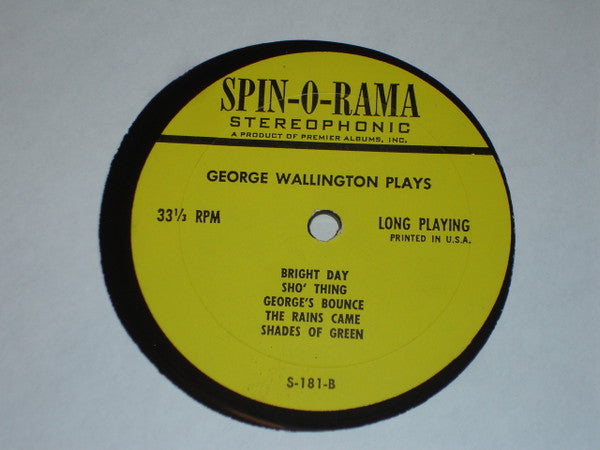 SPIN-O-RAMA
STEREOPHONIC
A PRODUCT OF PREMIER ALBUMS, INC.
GEORGE WALLINGTON PLAYS
33⅓ RPM
LONG PLAYING
PRINTED IN U.S.A.
BRIGHT DAY
SHO' THING
GEORGE'S BOUNCE
THE RAINS CAME
SHADES OF GREEN
S-181-B